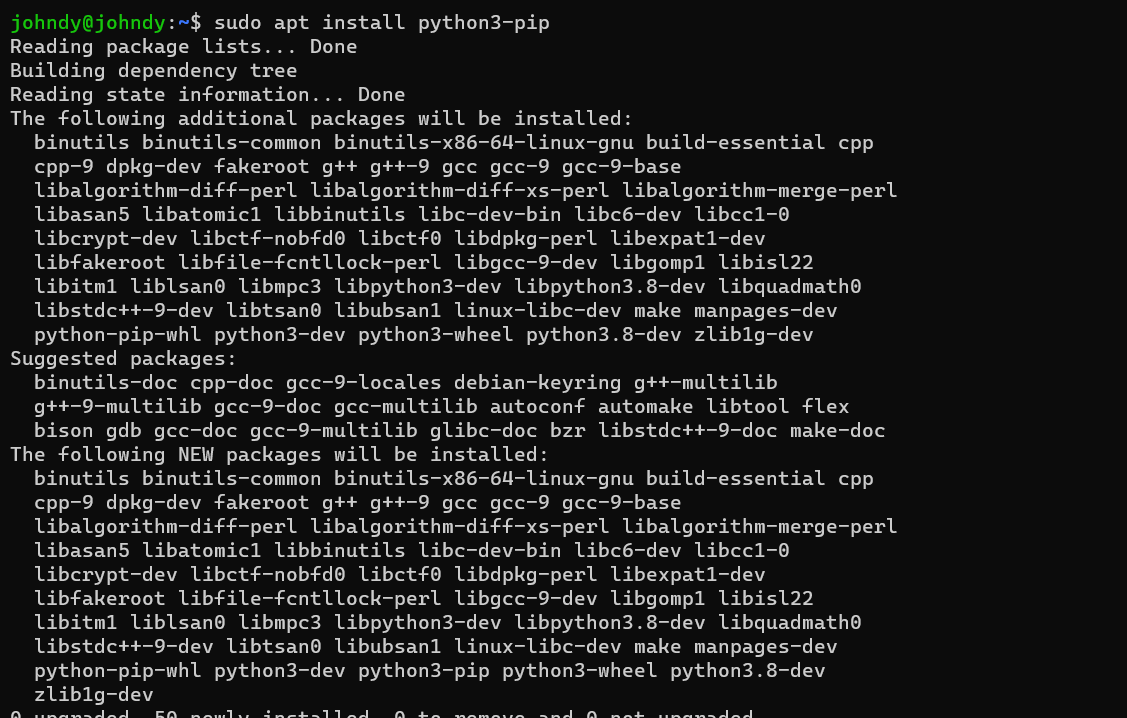 johndy@johndy:~$ sudo apt install python3-pip
Reading package lists... Done
Building dependency tree
Reading state information... Done
The following additional packages will be installed:
  binutils binutils-common binutils-x86-64-linux-gnu build-essential cpp
  cpp-9 dpkg-dev fakeroot g++ g++-9 gcc gcc-9 gcc-9-base
  libalgorithm-diff-perl libalgorithm-diff-xs-perl libalgorithm-merge-perl
  libasan5 libatomic1 libbinutils libc-dev-bin libc6-dev libcc1-0
  libcrypt-dev libctf-nobfd0 libctf0 libdpkg-perl libexpat1-dev
  libfakeroot libfile-fcntllock-perl libgcc-9-dev libgomp1 libisl22
  libitm1 liblsan0 libmpc3 libpython3-dev libpython3.8-dev libquadmath0
  libstdc++-9-dev libtsan0 libubsan1 linux-libc-dev make manpages-dev
  python-pip-whl python3-dev python3-wheel python3.8-dev zlib1g-dev
Suggested packages:
  binutils-doc cpp-doc gcc-9-locales debian-keyring g++-multilib
  g++-9-multilib gcc-9-doc gcc-multilib autoconf automake libtool flex
  bison gdb gcc-doc gcc-9-multilib glibc-doc bzr libstdc++-9-doc make-doc
The following NEW packages will be installed:
  binutils binutils-common binutils-x86-64-linux-gnu build-essential cpp
  cpp-9 dpkg-dev fakeroot g++ g++-9 gcc gcc-9 gcc-9-base
  libalgorithm-diff-perl libalgorithm-diff-xs-perl libalgorithm-merge-perl
  libasan5 libatomic1 libbinutils libc-dev-bin libc6-dev libcc1-0
  libcrypt-dev libctf-nobfd0 libctf0 libdpkg-perl libexpat1-dev
  libfakeroot libfile-fcntllock-perl libgcc-9-dev libgomp1 libisl22
  libitm1 liblsan0 libmpc3 libpython3-dev libpython3.8-dev libquadmath0
  libstdc++-9-dev libtsan0 libubsan1 linux-libc-dev make manpages-dev
  python-pip-whl python3-dev python3-pip python3-wheel python3.8-dev
  zlib1g-dev
0 upgraded, 50 newly installed, 0 to remove and 0 not upgraded